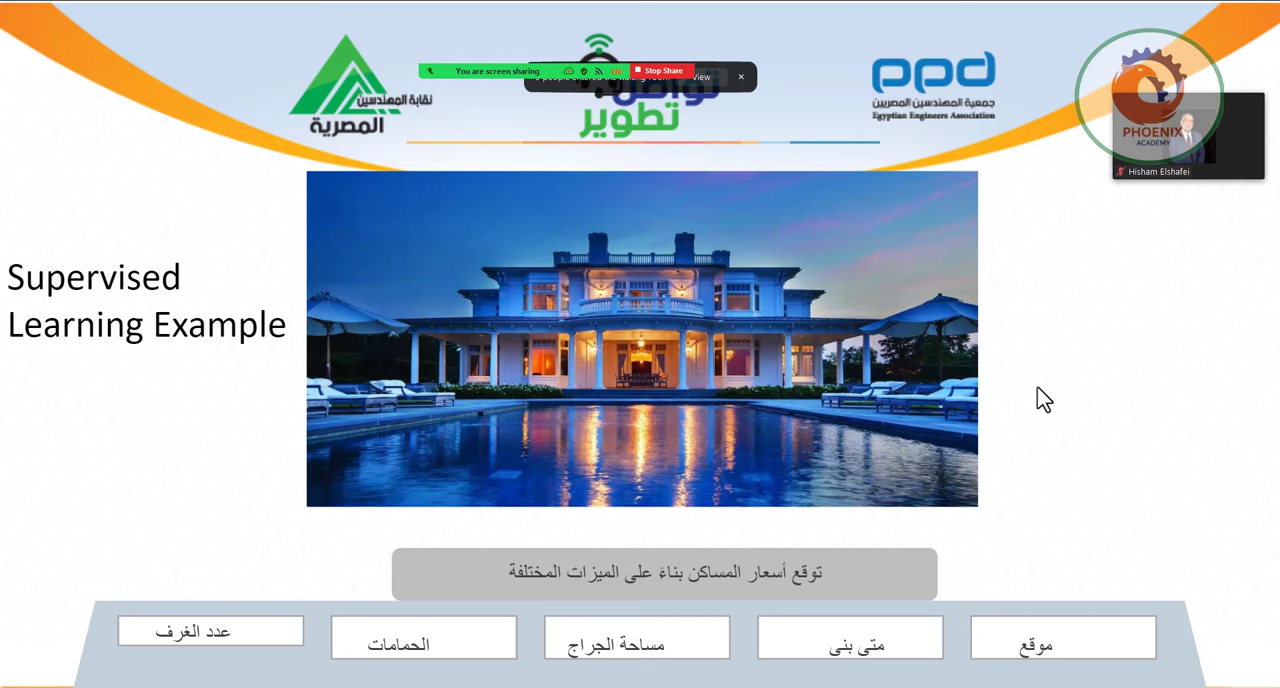 نقابة المهندسين
المصرية
You are screen sharing
Stop Share
View
تواصل
تطوير
ppd
جمعية المهندسين المصريين
Egyptian Engineers Association
PHOENIX
ACADEMY
Hisham Elshafei
Supervised
Learning Example
توقع أسعار المساكن بناءً على الميزات المختلفة
موقع
متى بنى
مساحة الجراج
الحمامات
عدد الغرف